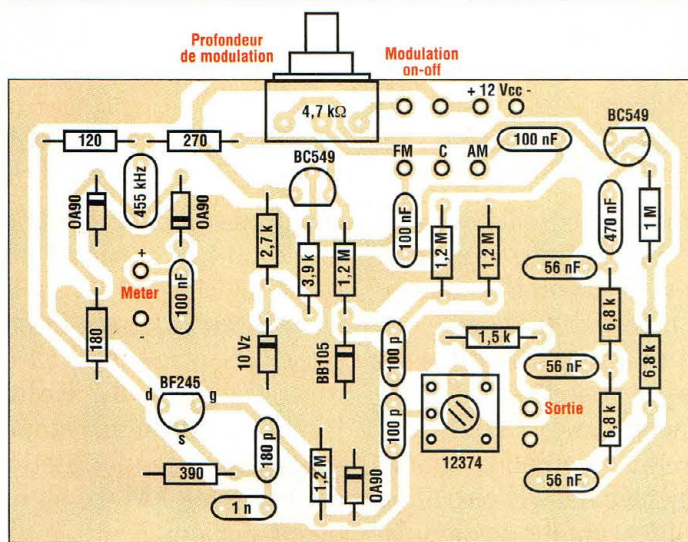 Profondeur
de modulation
Modulation
on-off
+ 12 Vcc -
4,7 kΩ
BC549
120
270
BC549
FM
C
AM
100 nF
OA90
455 kHz
OA90
2,7 k
3,9 k
1,2 M
100 nF
1,2 M
1,2 M
470 nF
1 M
+
Meter
-
100 nF
56 nF
180
10 Vz
BB105
100 p
1,5 k
6,8 k
6,8 k
56 nF
BF245
d
g
s
100 p
12374
Sortie
6,8 k
390
180 p
1 n
1,2 M
OA90
56 nF